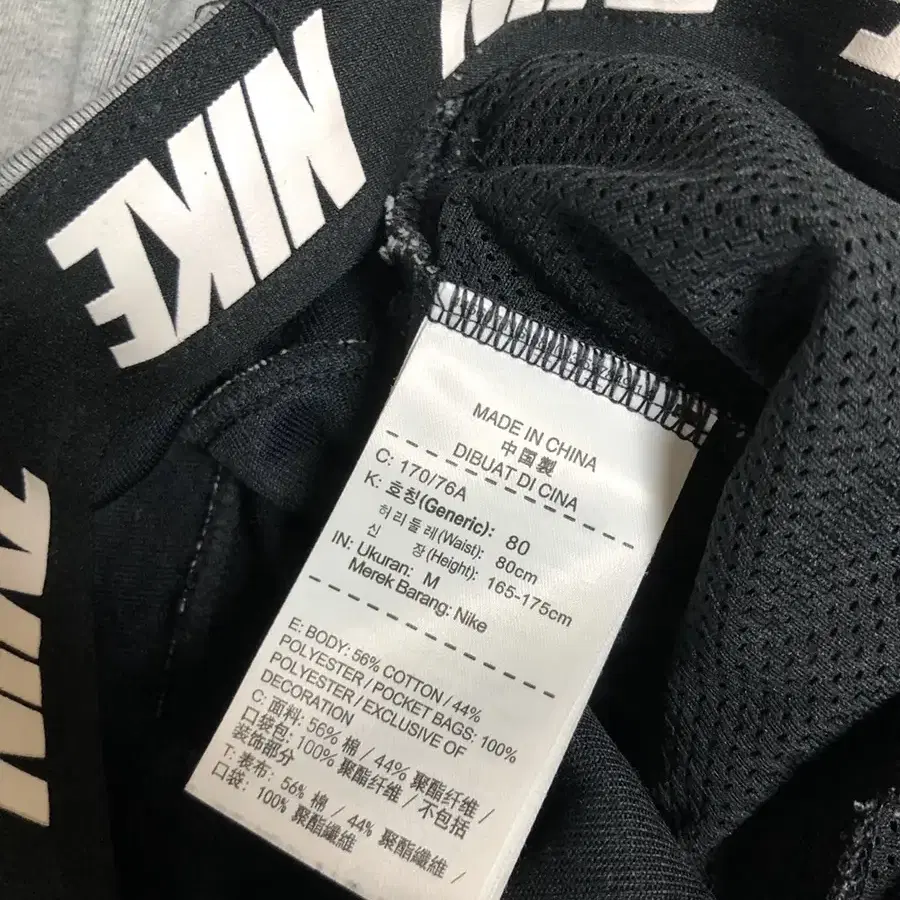 NIKE
NIKE
MADE IN CHINA
中国製
DIBUAT DI CINA
C: 170/76A
K: 호칭(Generic): 80
허리둘레(Waist): 80cm
신 장(Height): 165-175cm
IN: Ukuran: M
Merek Barang: Nike
E: BODY: 56% COTTON / 44%
POLYESTER / POCKET BAGS: 100%
POLYESTER / EXCLUSIVE OF
DECORATION
C: 面料: 56% 棉 / 44% 聚酯纤维 /
口袋包: 100% 聚酯纤维 / 不包括
装饰部分
T: 表布: 56% 棉 / 44% 聚酯纖維 /
口袋: 100% 聚酯纖維